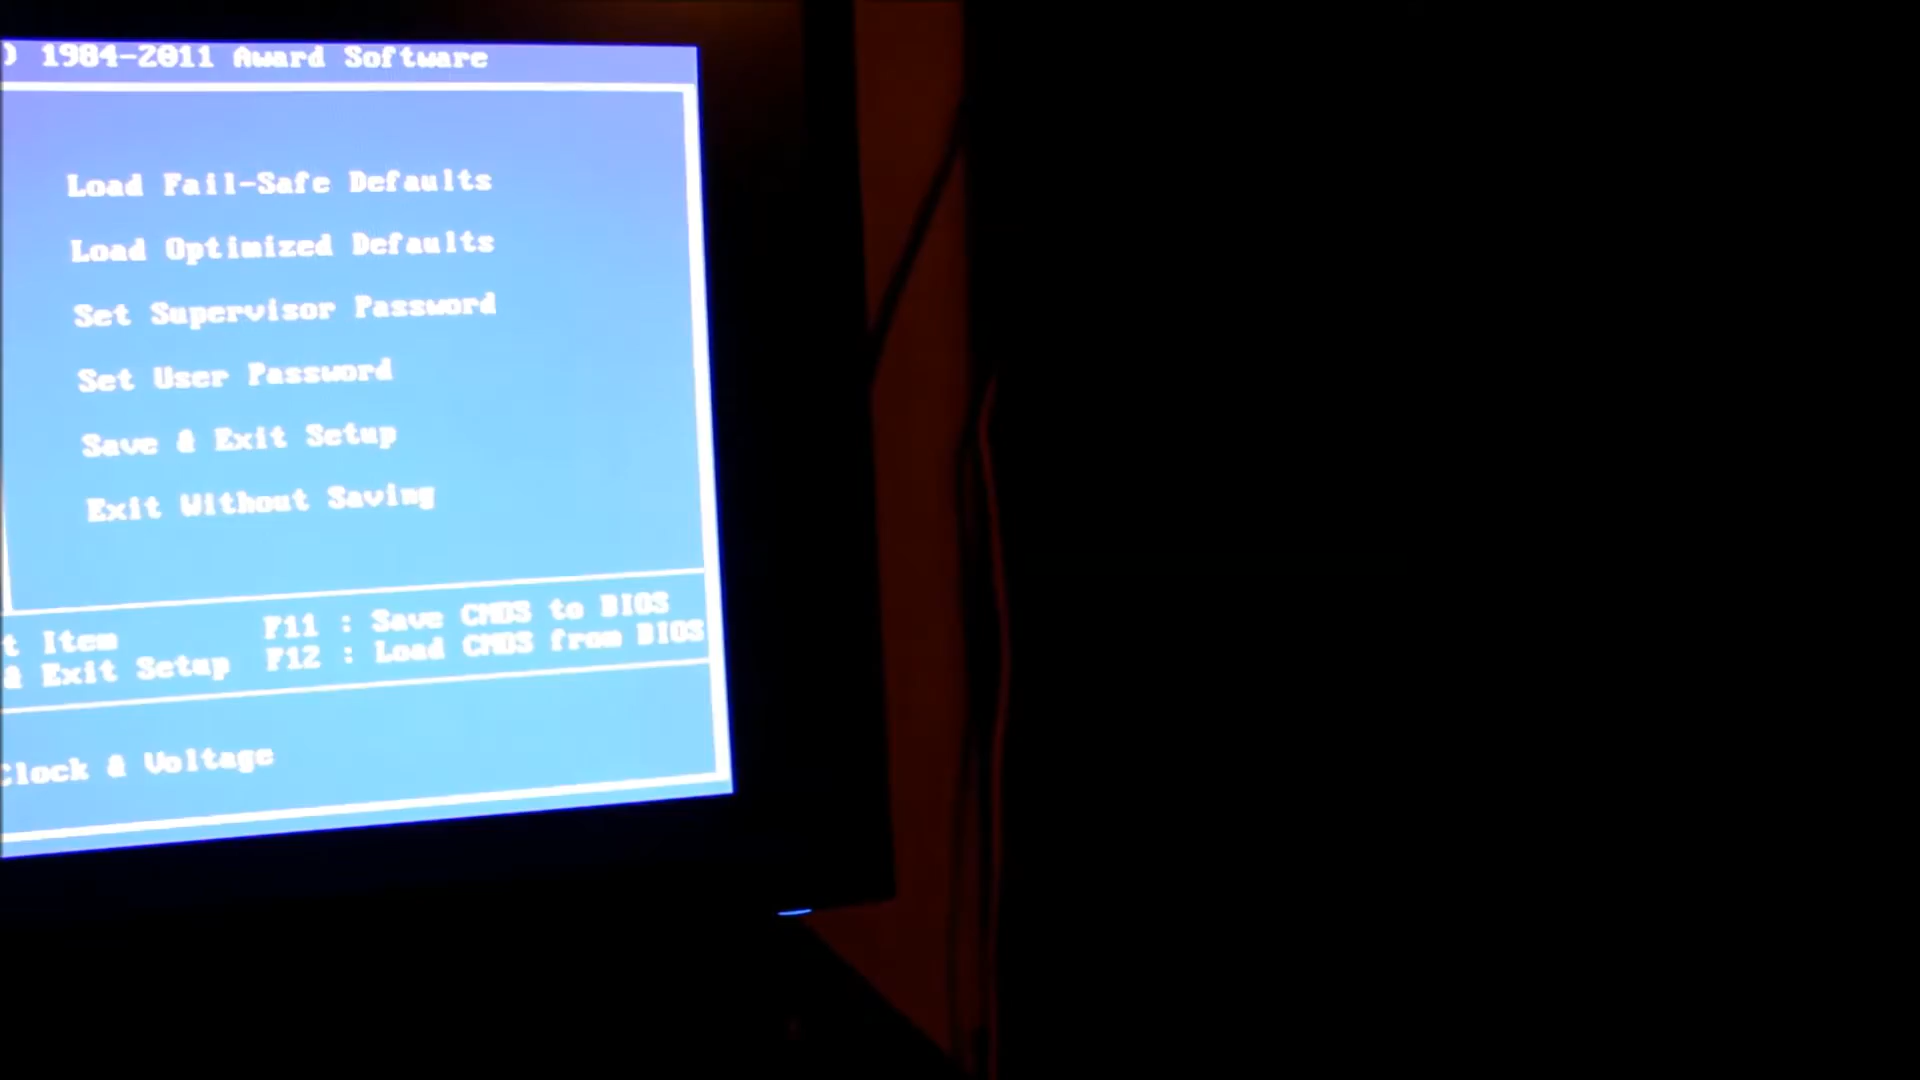 ) 1984-2011 Award Software
Load Fail-Safe Defaults
Load Optimized Defaults
Set Supervisor Password
Set User Password
Save & Exit Setup
Exit Without Saving
t Item F11 : Save CMOS to BIOS
& Exit Setup F12 : Load CMOS from BIOS
Clock & Voltage